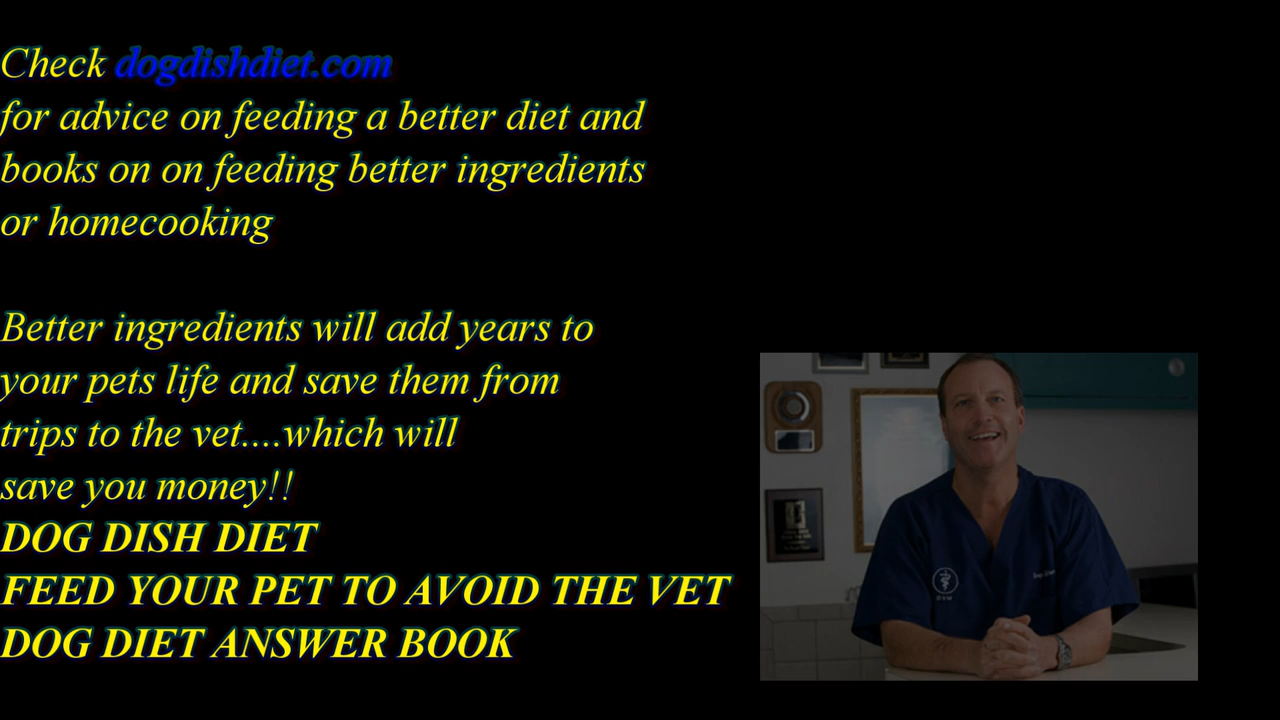 Check dogdishdiet.com
for advice on feeding a better diet and
books on on feeding better ingredients
or homecooking
Better ingredients will add years to
your pets life and save them from
trips to the vet....which will
save you money!!
DOG DISH DIET
FEED YOUR PET TO AVOID THE VET
DOG DIET ANSWER BOOK